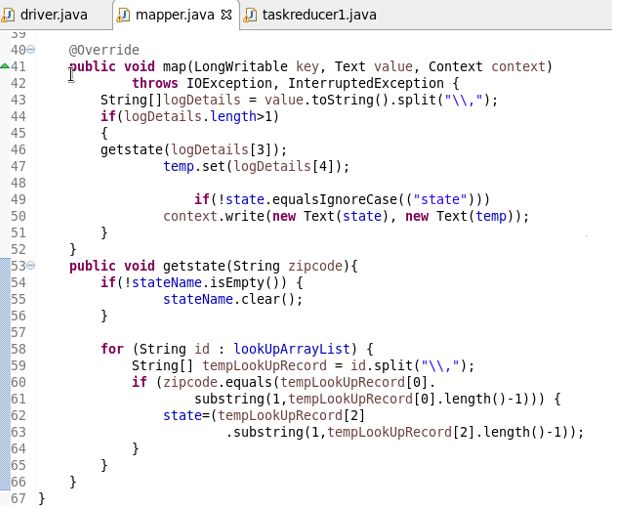 driver.java mapper.java taskreducer1.java
39
40 @Override
41 public void map(LongWritable key, Text value, Context context)
42 throws IOException, InterruptedException {
43 String[]logDetails = value.toString().split("\\,");
44 if(logDetails.length>1)
45 {
46 getstate(logDetails[3]);
47 temp.set(logDetails[4]);
48
49 if(!state.equalsIgnoreCase(("state")))
50 context.write(new Text(state), new Text(temp));
51 }
52 }
53 public void getstate(String zipcode){
54 if(!stateName.isEmpty()) {
55 stateName.clear();
56 }
57
58 for (String id : lookUpArrayList) {
59 String[] tempLookUpRecord = id.split("\\,");
60 if (zipcode.equals(tempLookUpRecord[0].
61 substring(1,tempLookUpRecord[0].length()-1))) {
62 state=(tempLookUpRecord[2]
63 .substring(1,tempLookUpRecord[2].length()-1));
64 }
65 }
66 }
67 }